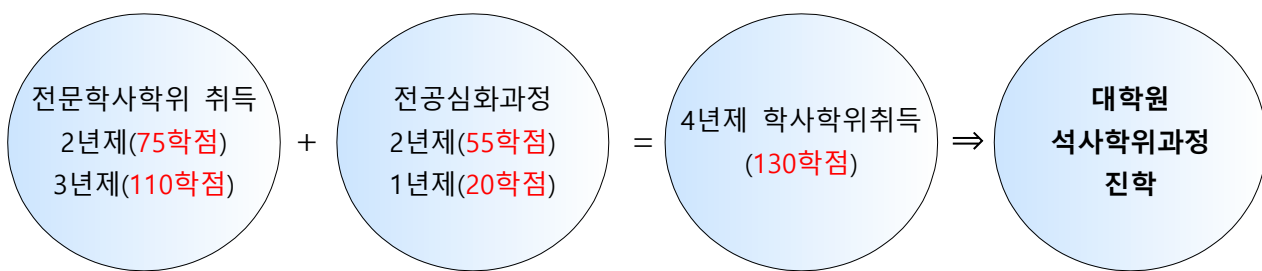 전문학사학위 취득
2년제(75학점)
3년제(110학점)
+
전공심화과정
2년제(55학점)
1년제(20학점)
=
4년제 학사학위취득
(130학점)
⇒
대학원
석사학위과정
진학